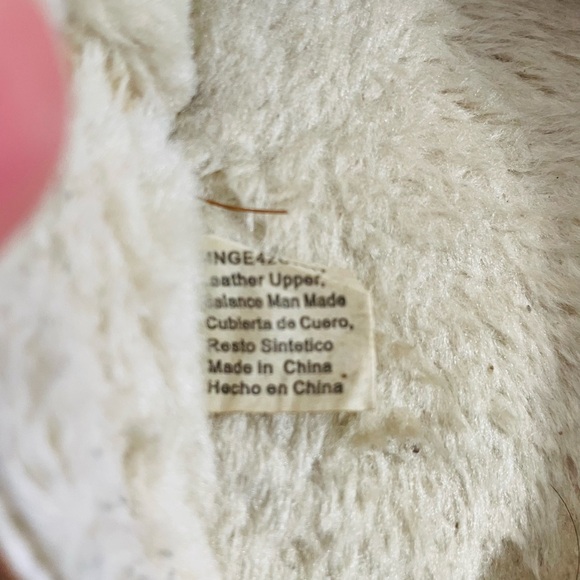 eather Upper,
alance Man Made
Cubierta de Cuero,
Resto Sintetico
Made in China
Hecho en China